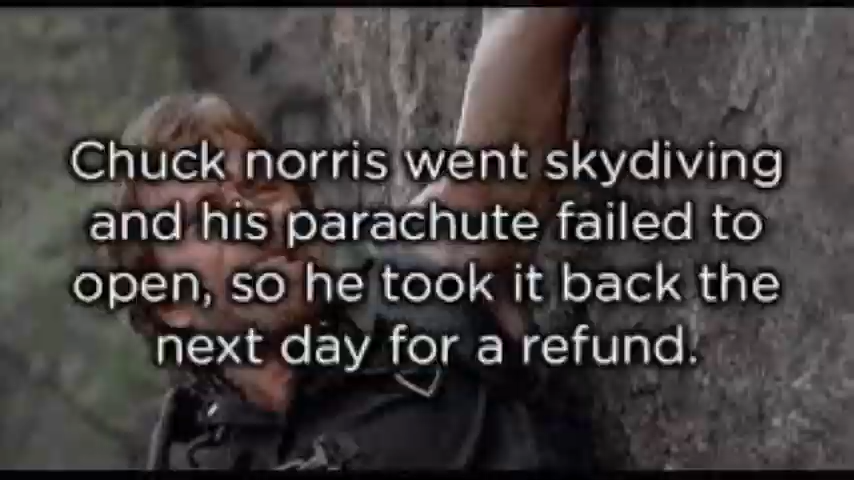 Chuck norris went skydiving
and his parachute failed to
open, so he took it back the
next day for a refund.